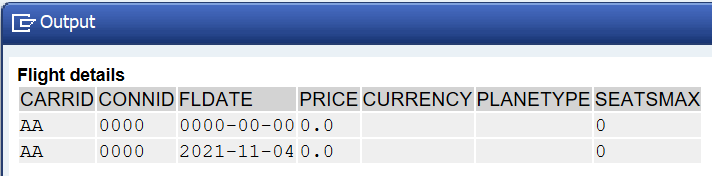 Output
Flight details
CARRID CONNID FLDATE PRICE CURRENCY PLANETYPE SEATSMAX
AA 0000 0000-00-00 0.0 0
AA 0000 2021-11-04 0.0 0